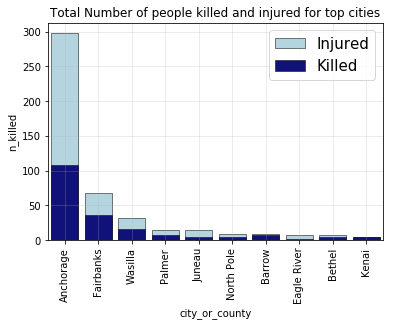 Total Number of people killed and injured for top cities
Injured
Killed
300
250
200
150
100
50
0
n_killed
Anchorage
Fairbanks
Wasilla
Palmer
Juneau
North Pole
Barrow
Eagle River
Bethel
Kenai
city_or_county